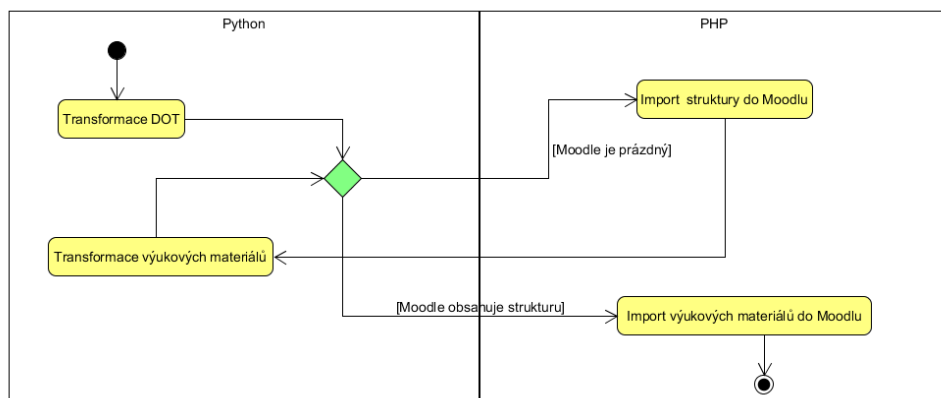 Python
PHP
Transformace DOT
Import struktury do Moodlu
[Moodle je prázdný]
Transformace výukových materiálů
[Moodle obsanuje strukturu]
Import výukových materiálů do Moodlu